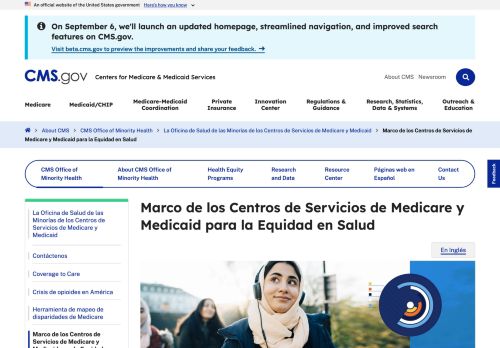 An official website of the United States government Here's how you know
On September 6, we'll launch an updated homepage, streamlined navigation, and improved search
features on CMS.gov.
Visit beta.cms.gov to preview the improvements and share your feedback.
CMS.gov Centers for Medicare & Medicaid Services
About CMS Newsroom
Medicare
Medicaid/CHIP
Medicare-Medicaid
Coordination
Private
Insurance
Innovation
Center
Regulations &
Guidance
Research, Statistics,
Data & Systems
Outreach &
Education
> About CMS > CMS Office of Minority Health > La Oficina de Salud de las Minorías de los Centros de Servicios de Medicare y Medicaid > Marco de los Centros de Servicios de
Medicare y Medicaid para la Equidad en Salud
Feedback
CMS Office of
Minority Health
About CMS Office of
Minority Health
Health Equity
Programs
Research
and Data
Resource
Center
Páginas web en
Español
Contact
Us
La Oficina de Salud de las
Minorías de los Centros de
Servicios de Medicare y
Medicaid
Contáctenos
Coverage to Care
Crisis de opioides en América
Herramienta de mapeo de
disparidades de Medicare
Marco de los Centros de
Servicios de Medicare y
Marco de los Centros de Servicios de Medicare y
Medicaid para la Equidad en Salud
En Inglés